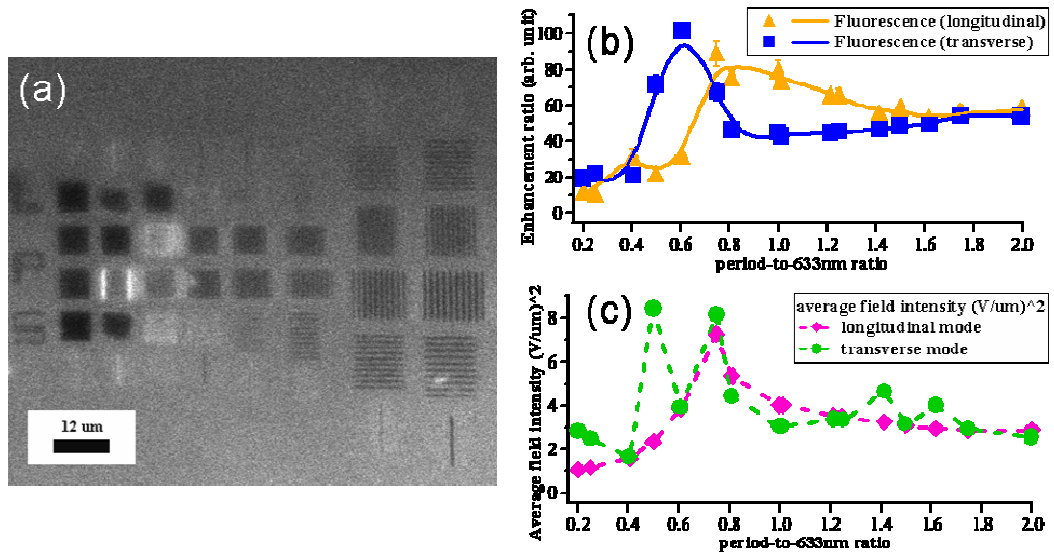 (a)
12 um
(b)
Fluorescence (longitudinal)
Fluorescence (transverse)
Enhancement ratio (arb. unit)
100
80
60
40
20
0
0.2 0.4 0.6 0.8 1.0 1.2 1.4 1.6 1.8 2.0
period-to-633nm ratio
(c)
average field intensity (V/um)^2
longitudinal mode
transverse mode
Average field intensity (V/um)^2
8
6
4
2
0
0.2 0.4 0.6 0.8 1.0 1.2 1.4 1.6 1.8 2.0
period-to-633nm ratio